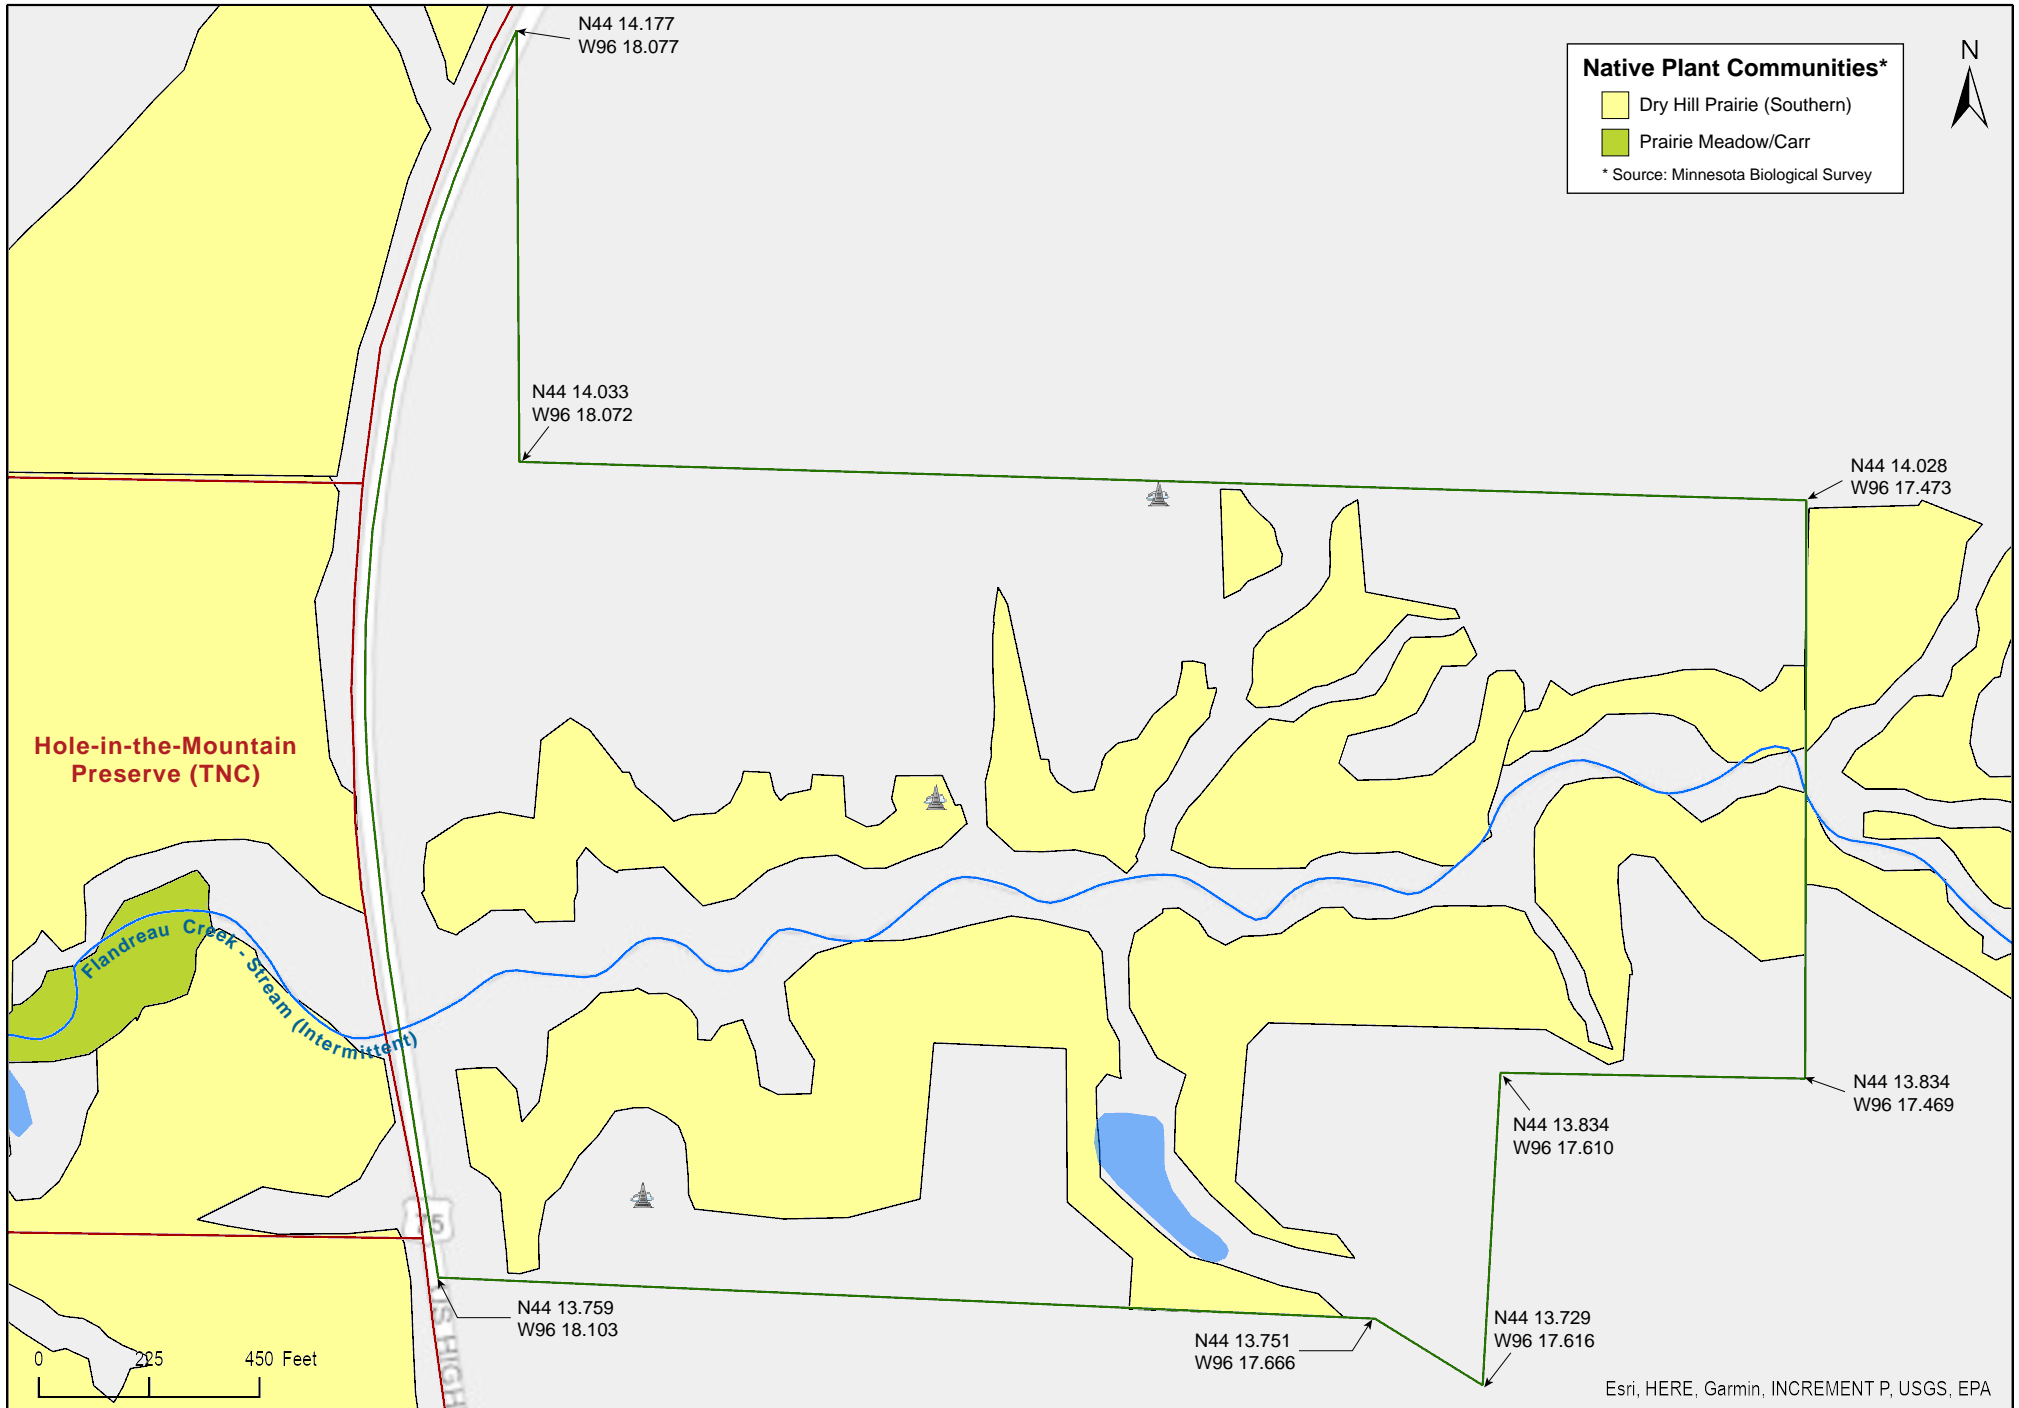 N44 14.177
W96 18.077
Native Plant Communities*
Dry Hill Prairie (Southern)
Prairie Meadow/Carr
* Source: Minnesota Biological Survey
N
N44 14.033
W96 18.072
N44 14.028
W96 17.473
Hole-in-the-Mountain
Preserve (TNC)
Flandreau Creek - Stream (Intermittent)
N44 13.834
W96 17.469
N44 13.834
W96 17.610
75
US HIGH
N44 13.759
W96 18.103
N44 13.751
W96 17.666
N44 13.729
W96 17.616
0 225 450 Feet
Esri, HERE, Garmin, INCREMENT P, USGS, EPA